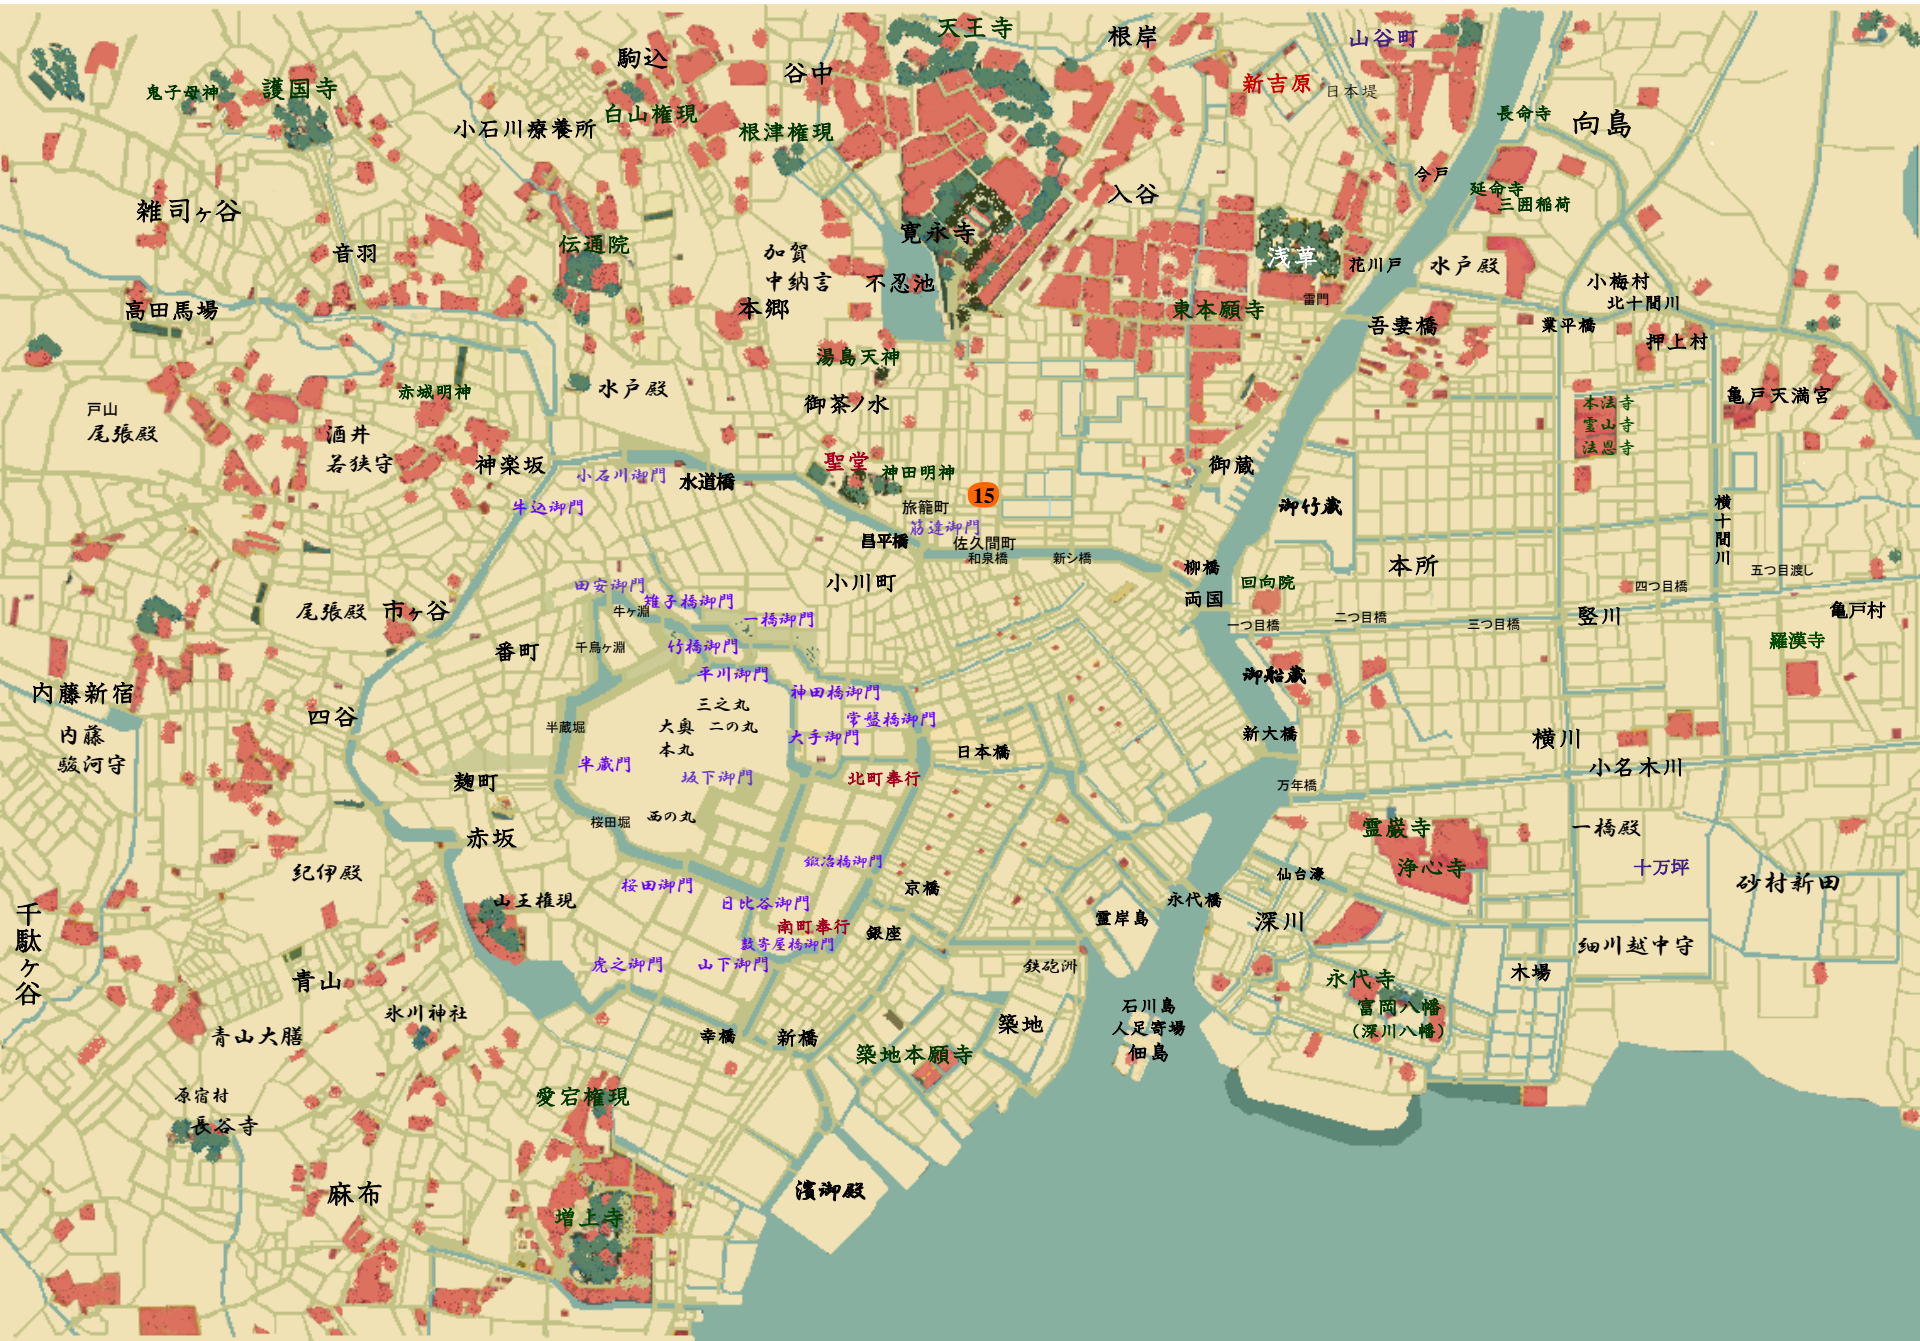 天王寺
根岸
山谷町
駒込
谷中
新吉原
日本堤
鬼子母神
護国寺
白山権現
小石川療養所
根津権現
長命寺
向島
今戸
延命寺
三囲稲荷
入谷
雑司ヶ谷
音羽
伝通院
加賀
中納言
寛永寺
不忍池
浅草
花川戸
水戸殿
小梅村
北十間川
高田馬場
本郷
東本願寺
雷門
吾妻橋
業平橋
押上村
湯島天神
赤城明神
水戸殿
御茶ノ水
亀戸天満宮
本法寺
霊山寺
法恩寺
戸山
尾張殿
酒井
若狭守
神楽坂
小石川御門
水道橋
聖堂
神田明神
御蔵
15
旅籠町
牛込御門
筋違御門
御竹蔵
横十間川
昌平橋
佐久間町
和泉橋
新シ橋
柳橋
本所
五つ目渡し
小川町
回向院
四つ目橋
田安御門
雉子橋御門
両国
尾張殿
市ヶ谷
牛ヶ淵
一橋御門
一つ目橋
二つ目橋
三つ目橋
竪川
亀戸村
番町
千鳥ヶ淵
竹橋御門
羅漢寺
平川御門
御船蔵
内藤新宿
神田橋御門
四谷
三之丸
常盤橋御門
内藤
駿河守
半蔵堀
大奥
二の丸
本丸
大手御門
日本橋
新大橋
横川
半蔵門
坂下御門
北町奉行
小名木川
麹町
万年橋
西の丸
桜田堀
赤坂
霊巌寺
一橋殿
鍛冶橋御門
浄心寺
十万坪
紀伊殿
桜田御門
京橋
仙台濠
砂村新田
山王権現
日比谷御門
永代橋
千駄ヶ谷
南町奉行
銀座
霊岸島
深川
数寄屋橋御門
細川越中守
虎之御門
山下御門
鉄砲洲
木場
青山
永代寺
氷川神社
石川島
人足寄場
佃島
富岡八幡
(深川八幡)
青山大膳
幸橋
新橋
築地
築地本願寺
原宿村
長谷寺
愛宕権現
麻布
濱御殿
増上寺